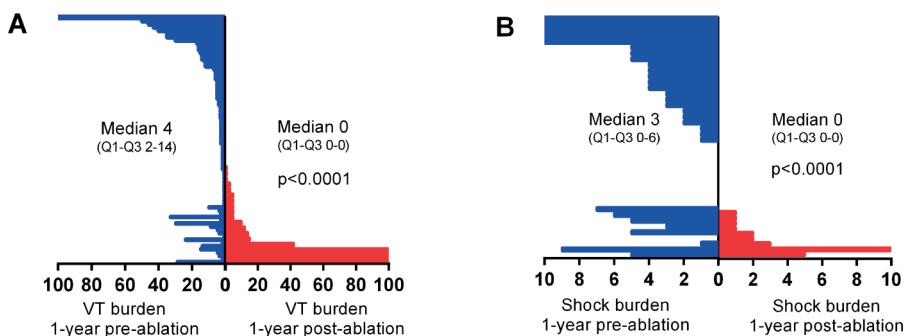 A
Median 4
(Q1-Q3 2-14)
Median 0
(Q1-Q3 0-0)
p<0.0001
100 80 60 40 20 0 20 40 60 80 100
VT burden
1-year pre-ablation
VT burden
1-year post-ablation
B
Median 3
(Q1-Q3 0-6)
Median 0
(Q1-Q3 0-0)
p<0.0001
10 8 6 4 2 0 2 4 6 8 10
Shock burden
1-year pre-ablation
Shock burden
1-year post-ablation